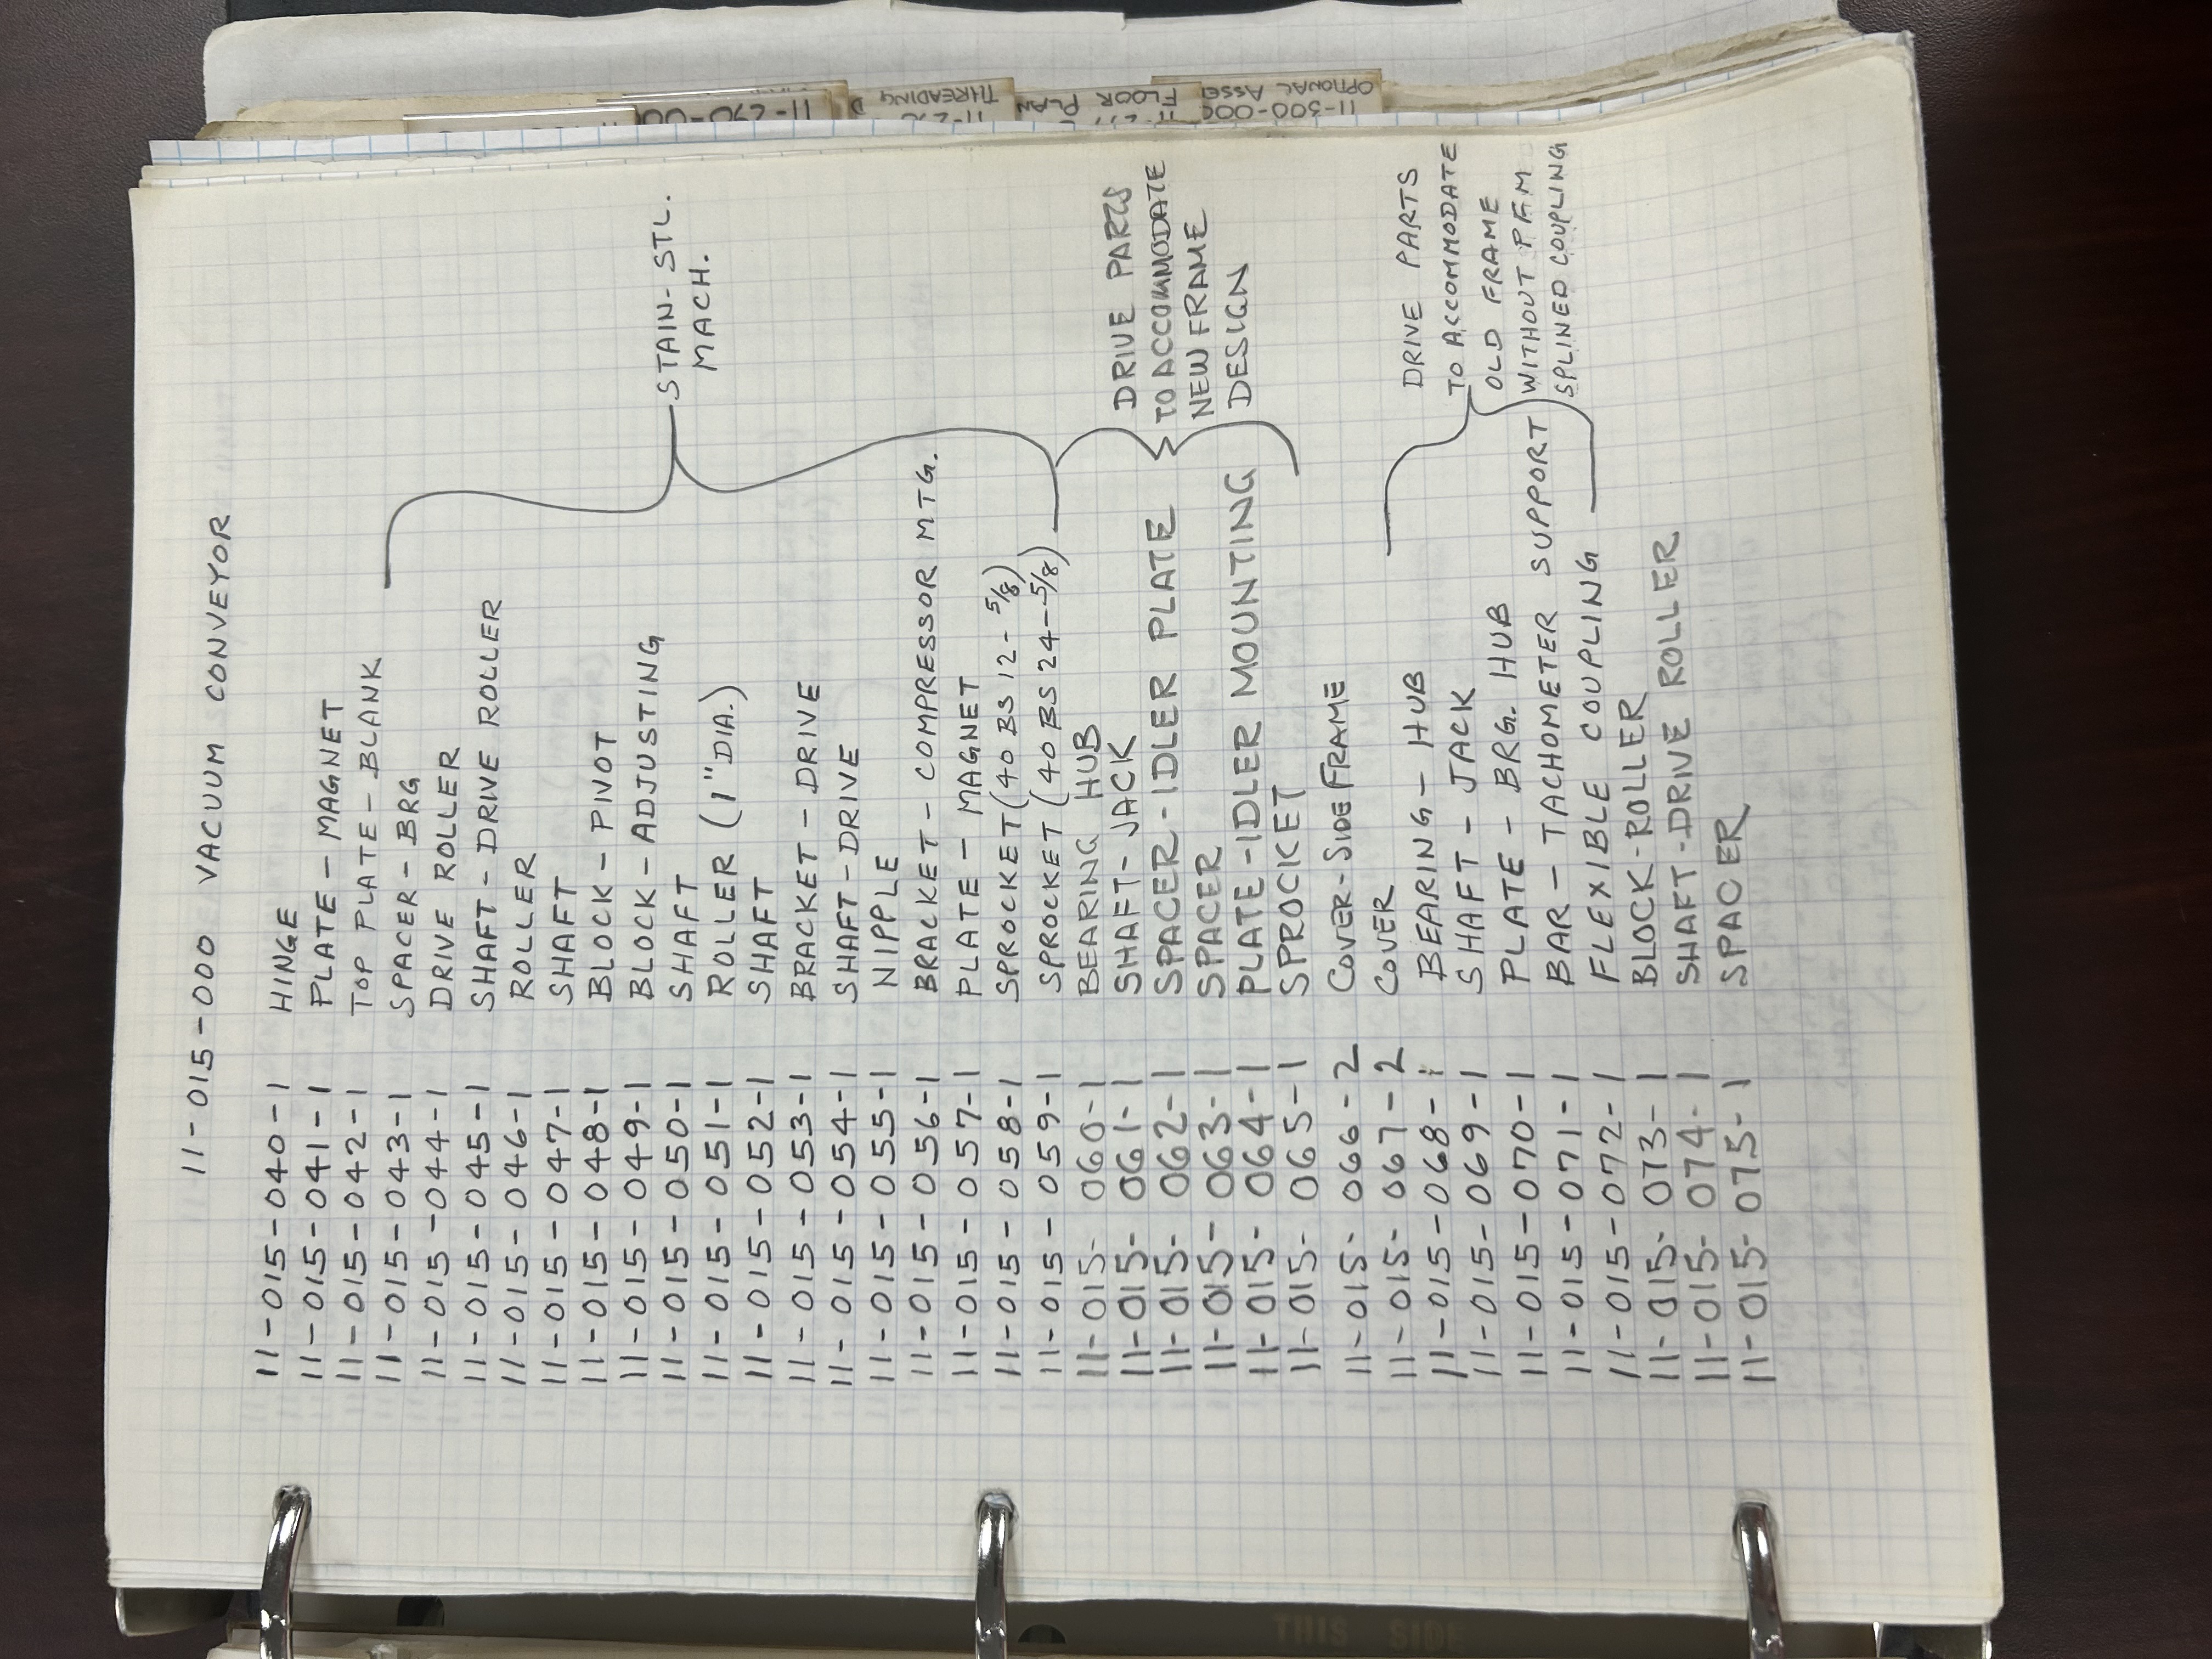 11-015-000 VACUUM CONVEYOR
11-015-040-1 HINGE
11-015-041-1 PLATE - MAGNET
11-015-042-1 TOP PLATE - BLANK
11-015-043-1 SPACER - BRG
11-015-044-1 DRIVE ROLLER
11-015-045-1 SHAFT - DRIVE ROLLER
11-015-046-1 ROLLER
11-015-047-1 SHAFT
11-015-048-1 BLOCK - PIVOT
11-015-049-1 BLOCK - ADJUSTING
11-015-050-1 SHAFT
STAIN-STL.
MACH.
11-015-051-1 ROLLER (1" DIA.)
11-015-052-1 SHAFT
11-015-053-1 BRACKET - DRIVE
11-015-054-1 SHAFT - DRIVE
11-015-055-1 NIPPLE
11-015-056-1 BRACKET - COMPRESSOR MTG.
11-015-057-1 PLATE - MAGNET
11-015-058-1 SPROCKET (40 BS 12 - 5/8)
11-015-059-1 SPROCKET (40 BS 24 - 5/8)
11-015-060-1 BEARING HUB
11-015-061-1 SHAFT - JACK
11-015-062-1 SPACER - IDLER PLATE
11-015-063-1 SPACER
11-015-064-1 PLATE - IDLER MOUNTING
11-015-065-1 SPROCKET
DRIVE PARTS
TO ACCOMMODATE
NEW FRAME
DESIGN
11-015-066-2 COVER - SIDE FRAME
11-015-067-2 COVER
11-015-068-1 BEARING - HUB
11-015-069-1 SHAFT - JACK
11-015-070-1 PLATE - BRG. HUB
11-015-071-1 BAR - TACHOMETER SUPPORT
11-015-072-1 FLEXIBLE COUPLING
DRIVE PARTS
TO ACCOMMODATE
OLD FRAME
WITHOUT PFM
SPLINED COUPLING
11-015-073-1 BLOCK - ROLLER
11-015-074-1 SHAFT - DRIVE ROLLER
11-015-075-1 SPACER
11-300-000
OPTIONAL ASSEM
FLOOR PLAN
THREADING D
THIS SIDE